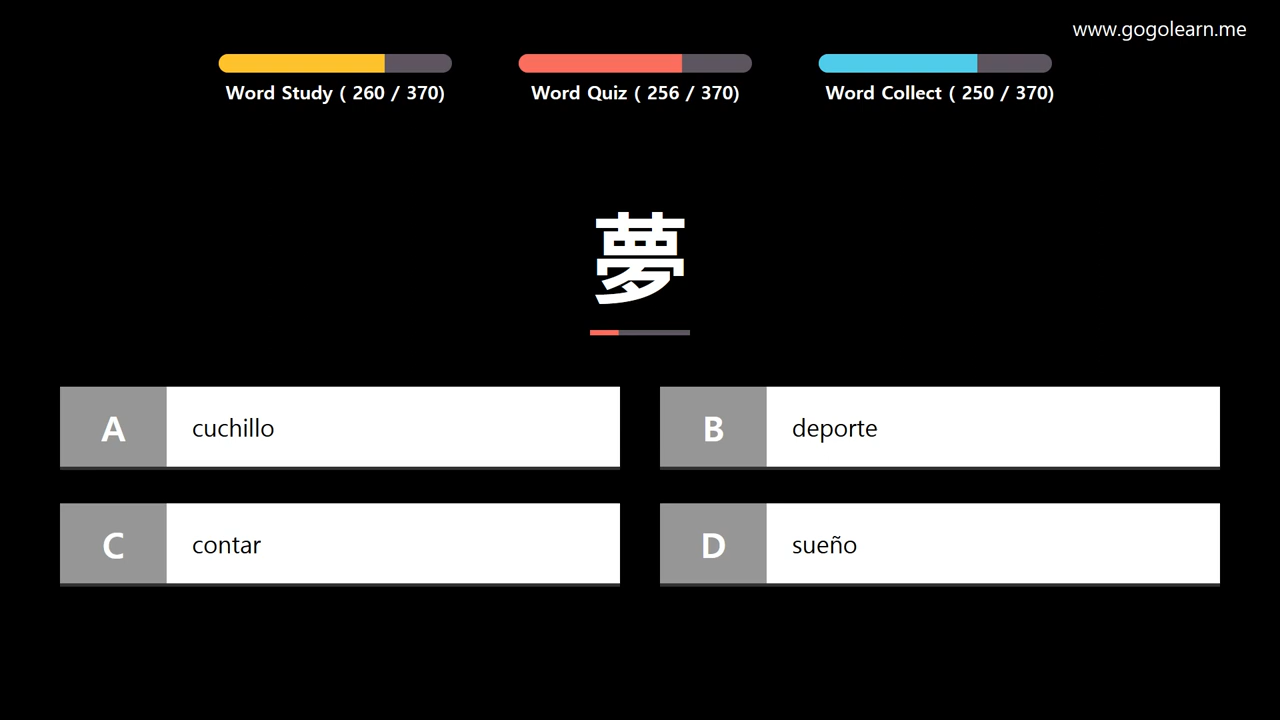 www.gogolearn.me
Word Study ( 260 / 370)
Word Quiz ( 256 / 370)
Word Collect ( 250 / 370)
夢
A cuchillo
B deporte
C contar
D sueño